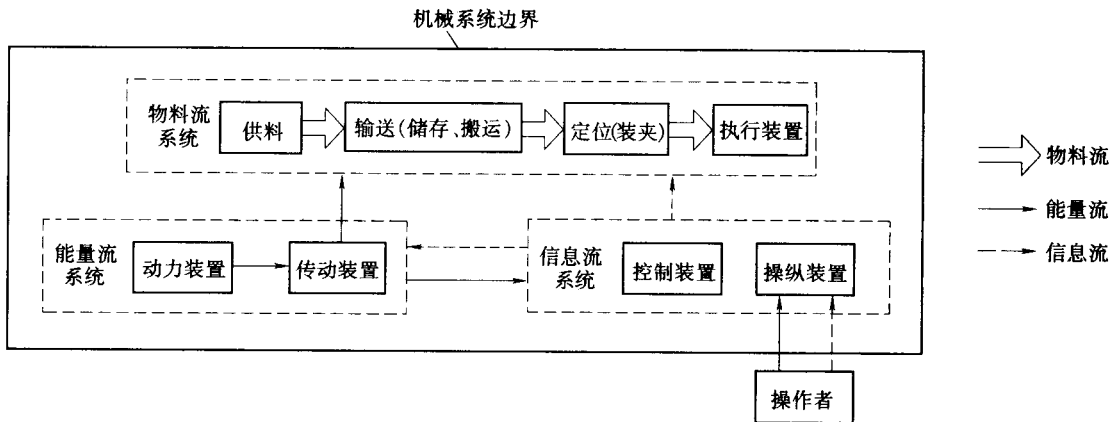 机械系统边界
物料流
系统
供料
输送(储存、搬运)
定位(装夹)
执行装置
物料流
能量流
信息流
能量流
系统
动力装置
传动装置
信息流
系统
控制装置
操纵装置
操作者